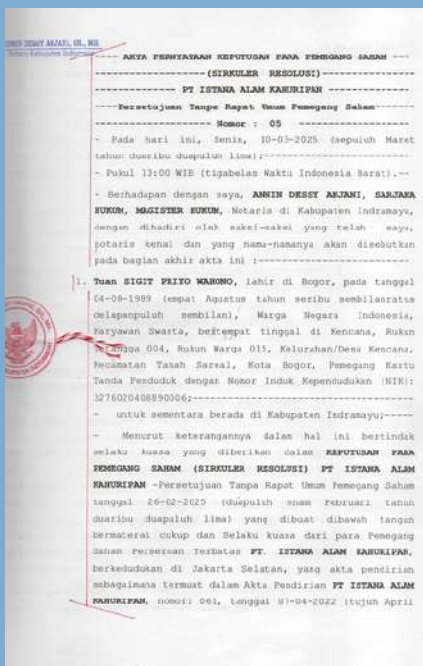 ANNIN DESSY ARJANI, SH., MH.
Notaris Kabupaten Indramayu
---- AKTA PERNYATAAN KEPUTUSAN PARA PEMEGANG SAHAM ---
-------------------(SIRKULER RESOLUSI)----------------
-------------- PT ISTANA ALAM KAHURIPAN --------------
----Persetujuan Tanpa Rapat Umum Pemegang Saham-------
-------------------- Nomor : 05 --------------------
- Pada hari ini, Senin, 10-03-2025 (sepuluh Maret
tahun duaribu duapuluh lima);-------------------------
- Pukul 13:00 WIB (tigabelas Waktu Indonesia Barat).--
- Berhadapan dengan saya, ANNIN DESSY ARJANI, SARJANA
HUKUM, MAGISTER HUKUM, Notaris di Kabupaten Indramayu,
dengan dihadiri oleh saksi-saksi yang telah saya,
notaris kenal dan yang nama-namanya akan disebutkan
pada bagian akhir akta ini :--------------------------
1. Tuan SIGIT PRIYO WAHONO, lahir di Bogor, pada tanggal
04-08-1989 (empat Agustus tahun seribu sembilanratus
delapanpuluh sembilan), Warga Negara Indonesia,
Karyawan Swasta, bertempat tinggal di Kencana, Rukun
Tetangga 004, Rukun Warga 015, Kelurahan/Desa Kencana,
Kecamatan Tanah Sareal, Kota Bogor, Pemegang Kartu
Tanda Penduduk dengan Nomor Induk Kependudukan (NIK):
3276020408890006;-------------------------------------
- untuk sementara berada di Kabupaten Indramayu;-----
- Menurut keterangannya dalam hal ini bertindak
selaku kuasa yang diberikan dalam KEPUTUSAN PARA
PEMEGANG SAHAM (SIRKULER RESOLUSI) PT ISTANA ALAM
KAHURIPAN -Persetujuan Tanpa Rapat Umum Pemegang Saham
tanggal 26-02-2025 (duapuluh enam Februari tahun
duaribu duapuluh lima) yang dibuat dibawah tangan
bermaterai cukup dan Selaku kuasa dari para Pemegang
Saham Perseroan Terbatas PT. ISTANA ALAM KAHURIPAN,
berkedudukan di Jakarta Selatan, yang akta pendirian
sebagaimana termuat dalam Akta Pendirian PT ISTANA ALAM
KAHURIPAN, nomor: 061, tanggal 07-04-2022 (tujuh April